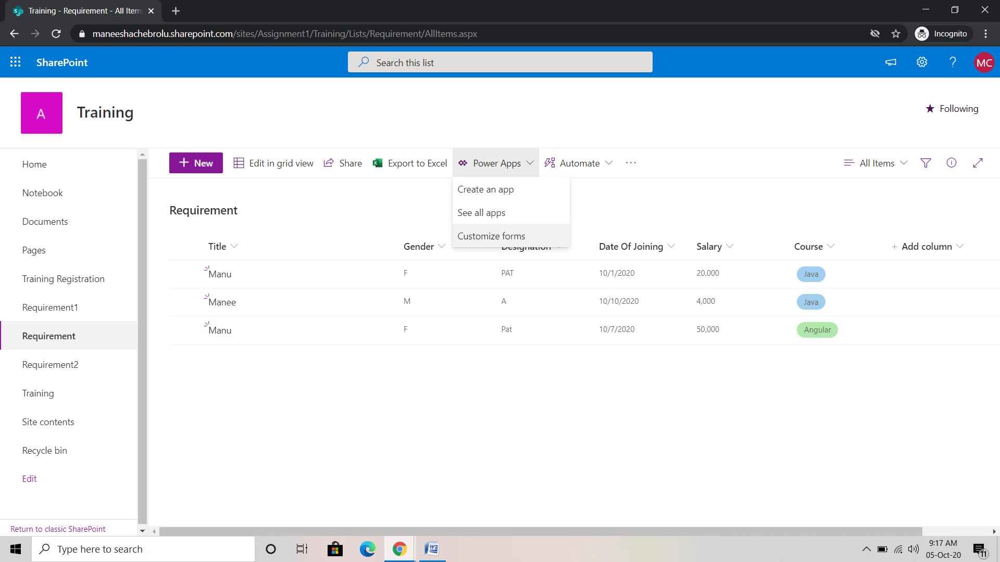 Training - Requirement - All Item
maneeshachebrolu.sharepoint.com/sites/Assignment1/Training/Lists/Requirement/AllItems.aspx
Incognito
SharePoint
Search this list
MC
A
Training
Following
Home
Notebook
Documents
Pages
Training Registration
Requirement1
Requirement
Requirement2
Training
Site contents
Recycle bin
Edit
Return to classic SharePoint
New
Edit in grid view
Share
Export to Excel
Power Apps
Automate
All Items
Create an app
See all apps
Customize forms
Requirement
Title Gender Designation Date Of Joining Salary Course Add column
Manu F PAT 10/1/2020 20,000 Java
Manee M A 10/10/2020 4,000 Java
Manu F Pat 10/7/2020 50,000 Angular
Type here to search
9:17 AM
05-Oct-20
11